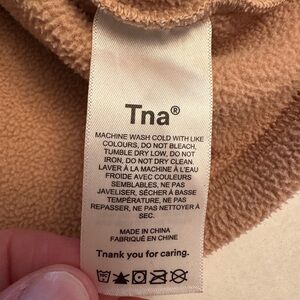 Tna®
MACHINE WASH COLD WITH LIKE
COLOURS, DO NOT BLEACH,
TUMBLE DRY LOW, DO NOT
IRON, DO NOT DRY CLEAN.
LAVER À LA MACHINE À L'EAU
FROIDE AVEC COULEURS
SEMBLABLES, NE PAS
JAVELISER, SÉCHER À BASSE
TEMPÉRATURE, NE PAS
REPASSER, NE PAS NETTOYER À
SEC.
MADE IN CHINA
FABRIQUÉ EN CHINE
Thank you for caring.